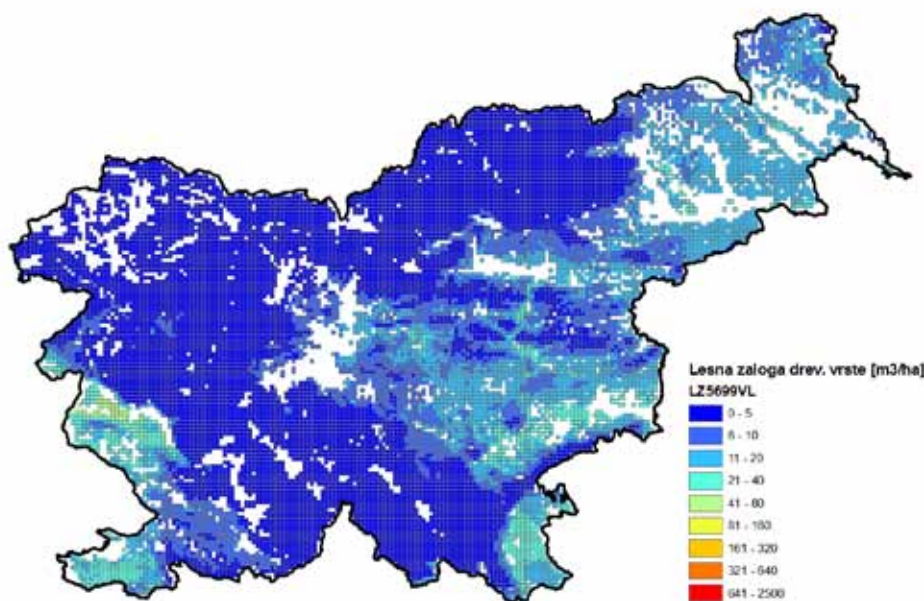 Lesna zaloga drev. vrste [m3/ha]
LZ5699VL
0 - 5
6 - 10
11 - 20
21 - 40
41 - 80
81 - 160
161 - 320
321 - 640
641 - 2500